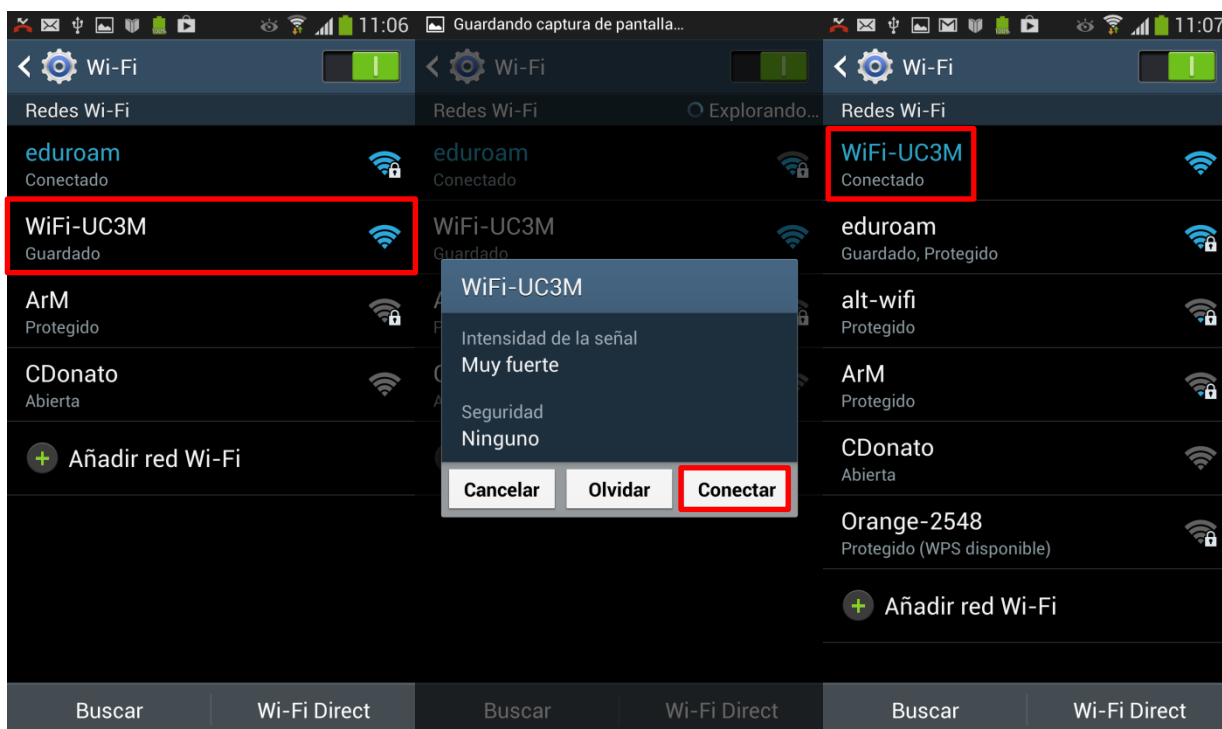 11:06
Wi-Fi
Redes Wi-Fi
eduroam
Conectado
WiFi-UC3M
Guardado
ArM
Protegido
CDonato
Abierta
Añadir red Wi-Fi
Buscar
Wi-Fi Direct
Guardando captura de pantalla...
Wi-Fi
Redes Wi-Fi
Explorando...
eduroam
Conectado
WiFi-UC3M
Guardado
WiFi-UC3M
Intensidad de la señal
Muy fuerte
Seguridad
Ninguno
Cancelar
Olvidar
Conectar
Buscar
Wi-Fi Direct
11:07
Wi-Fi
Redes Wi-Fi
WiFi-UC3M
Conectado
eduroam
Guardado, Protegido
alt-wifi
Protegido
ArM
Protegido
CDonato
Abierta
Orange-2548
Protegido (WPS disponible)
Añadir red Wi-Fi
Buscar
Wi-Fi Direct